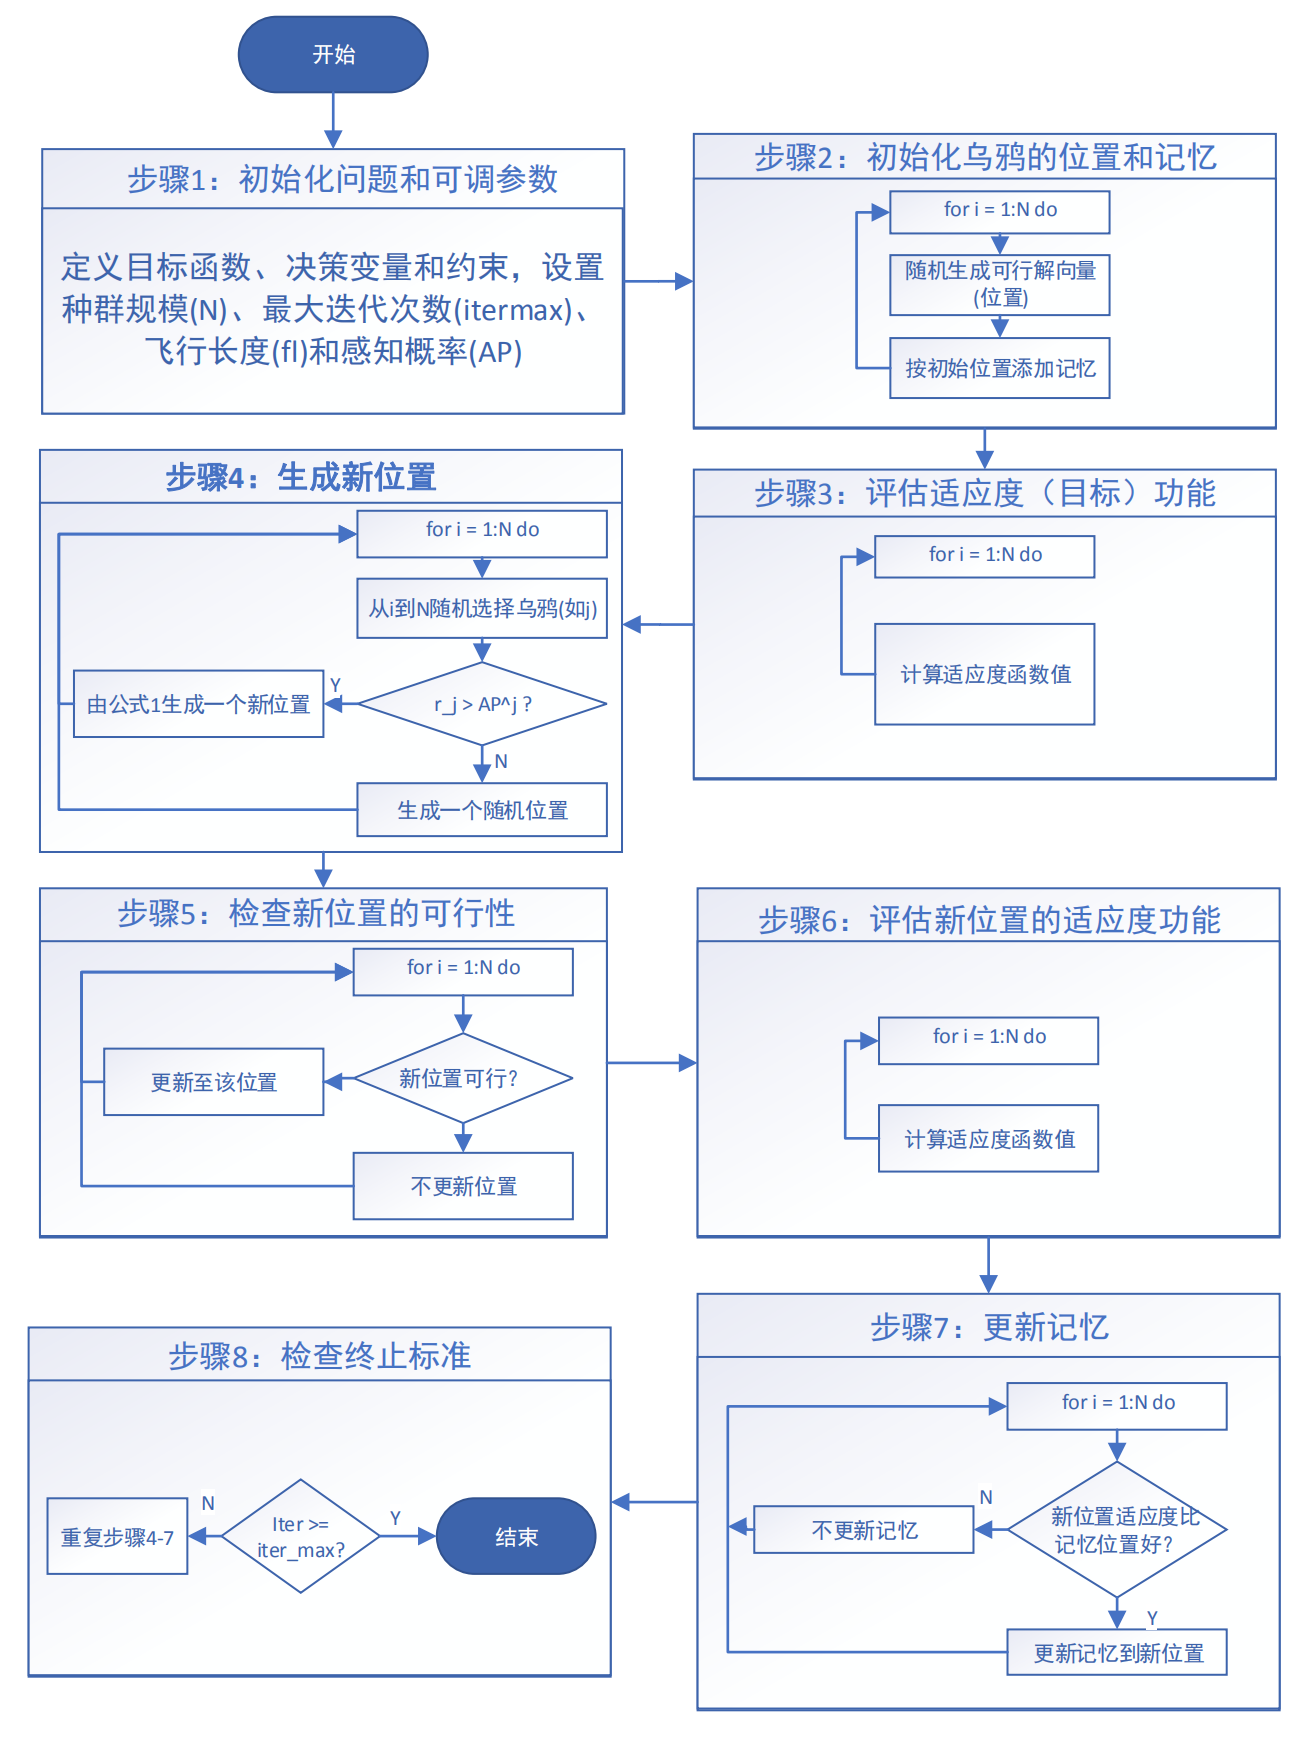 开始
步骤1：初始化问题和可调参数
定义目标函数、决策变量和约束，设置
种群规模(N)、最大迭代次数(itermax)、
飞行长度(fl)和感知概率(AP)
步骤2：初始化乌鸦的位置和记忆
for i = 1:N do
随机生成可行解向量
(位置)
按初始位置添加记忆
步骤3：评估适应度（目标）功能
for i = 1:N do
计算适应度函数值
步骤4：生成新位置
for i = 1:N do
从i到N随机选择乌鸦(如j)
r_j > AP^j ?
Y
由公式1生成一个新位置
N
生成一个随机位置
步骤5：检查新位置的可行性
for i = 1:N do
新位置可行?
更新至该位置
不更新位置
步骤6：评估新位置的适应度功能
for i = 1:N do
计算适应度函数值
步骤7：更新记忆
for i = 1:N do
新位置适应度比
记忆位置好?
N
不更新记忆
Y
更新记忆到新位置
步骤8：检查终止标准
Iter >=
iter_max?
N
重复步骤4-7
Y
结束